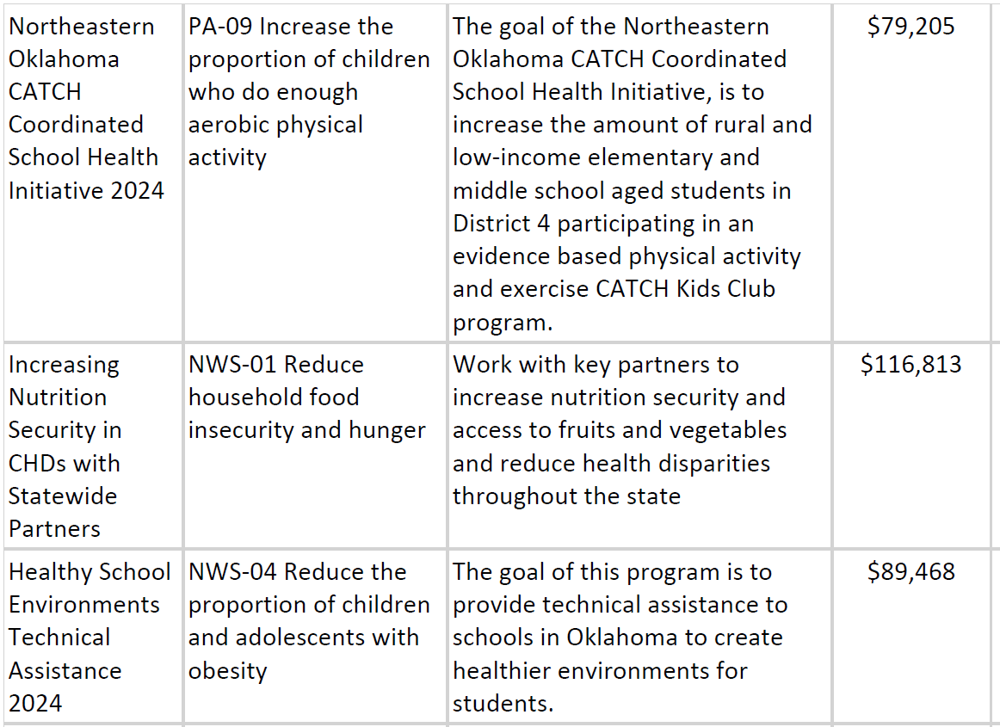 Northeastern
Oklahoma
CATCH
Coordinated
School Health
Initiative 2024
PA-09 Increase the
proportion of children
who do enough
aerobic physical
activity
The goal of the Northeastern
Oklahoma CATCH Coordinated
School Health Initiative, is to
increase the amount of rural and
low-income elementary and
middle school aged students in
District 4 participating in an
evidence based physical activity
and exercise CATCH Kids Club
program.
$79,205
Increasing
Nutrition
Security in
CHDs with
Statewide
Partners
NWS-01 Reduce
household food
insecurity and hunger
Work with key partners to
increase nutrition security and
access to fruits and vegetables
and reduce health disparities
throughout the state
$116,813
Healthy School
Environments
Technical
Assistance
2024
NWS-04 Reduce the
proportion of children
and adolescents with
obesity
The goal of this program is to
provide technical assistance to
schools in Oklahoma to create
healthier environments for
students.
$89,468